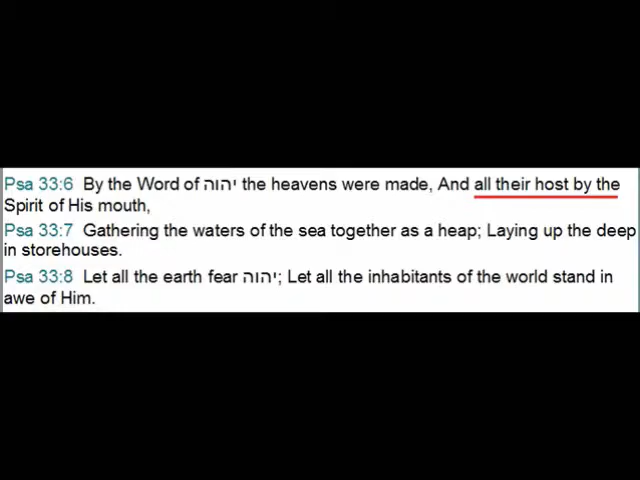 Psa 33:6 By the Word of יהוה the heavens were made, And all their host by the
Spirit of His mouth,
Psa 33:7 Gathering the waters of the sea together as a heap; Laying up the deep
in storehouses.
Psa 33:8 Let all the earth fear יהוה; Let all the inhabitants of the world stand in
awe of Him.